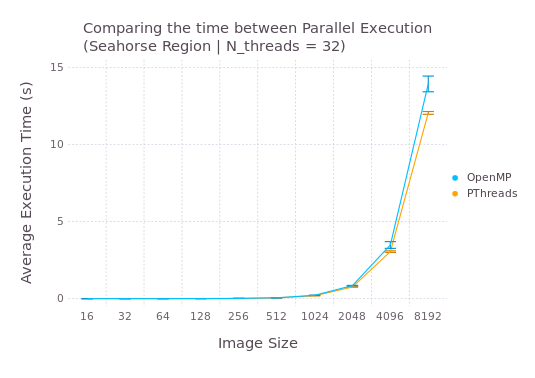 Comparing the time between Parallel Execution
(Seahorse Region | N_threads = 32)
15
10
5
0
Average Execution Time (s)
16 32 64 128 256 512 1024 2048 4096 8192
Image Size
OpenMP
PThreads